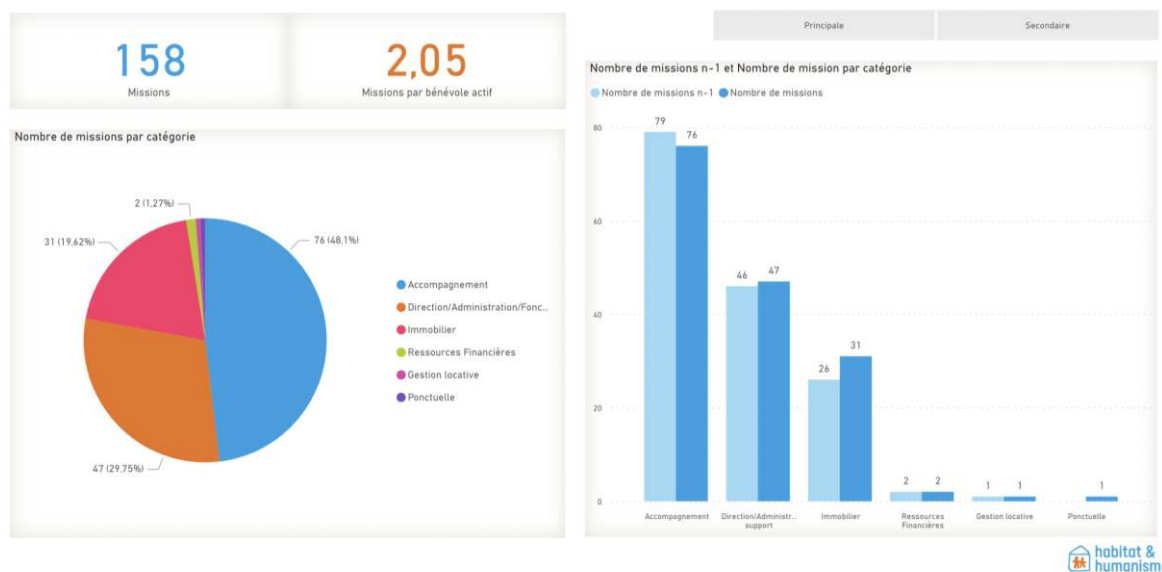 158
Missions
2,05
Missions par bénévole actif
Nombre de missions par catégorie
2 (1,27%)
31 (19,62%)
76 (48,1%)
47 (29,75%)
Accompagnement
Direction/Administration/Fonc...
Immobilier
Ressources Financières
Gestion locative
Ponctuelle
Principale
Secondaire
Nombre de missions n-1 et Nombre de mission par catégorie
Nombre de missions n-1
Nombre de missions
80
60
40
20
0
79
76
46
47
26
31
2
2
1
1
1
Accompagnement
Direction/Administr...
support
Immobilier
Ressources
Financières
Gestion locative
Ponctuelle
habitat &
humanism